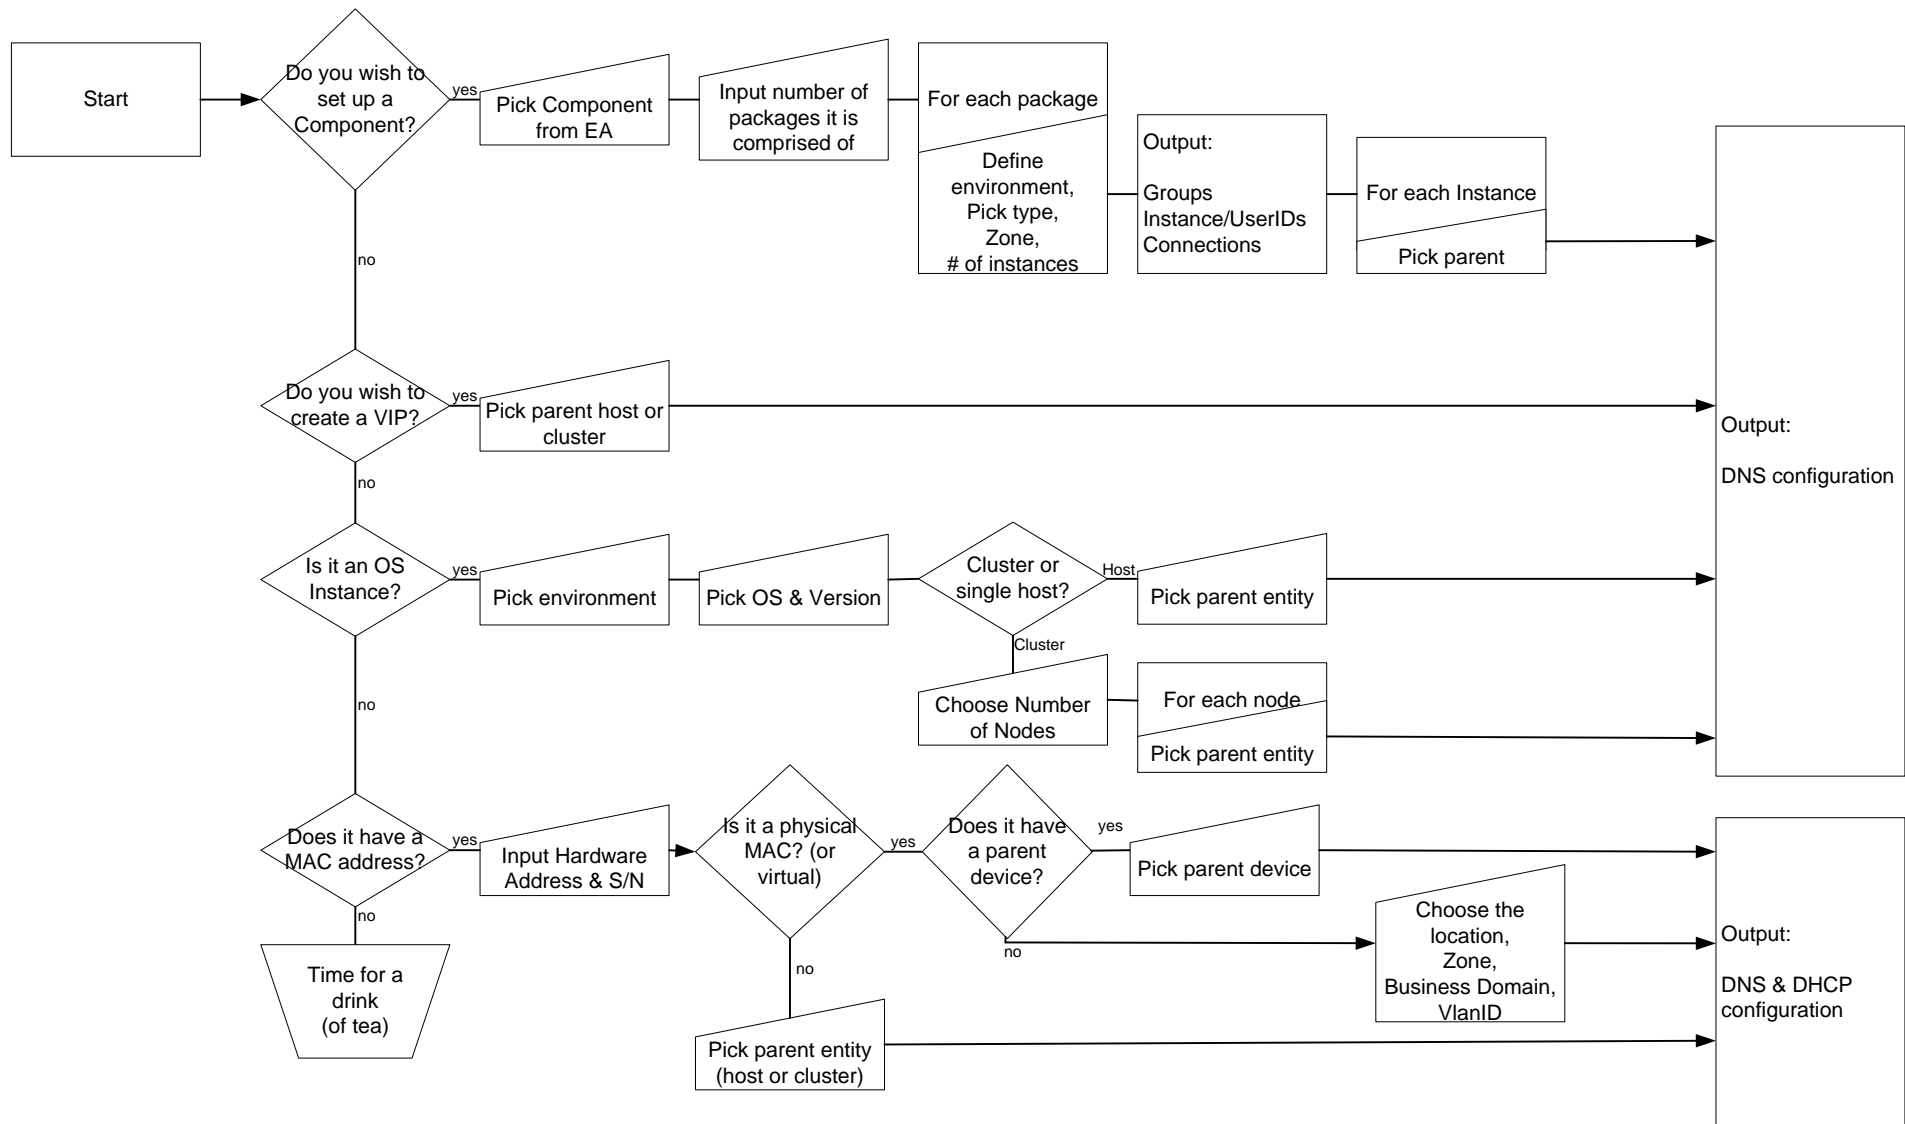 Start
Do you wish to
set up a
Component?
yes
Pick Component
from EA
Input number of
packages it is
comprised of
For each package
Define
environment,
Pick type,
Zone,
# of instances
Output:
Groups
Instance/UserIDs
Connections
For each Instance
Pick parent
no
Do you wish to
create a VIP?
yes
Pick parent host or
cluster
Output:
DNS configuration
no
Is it an OS
Instance?
yes
Pick environment
Pick OS & Version
Cluster or
single host?
Host
Pick parent entity
Cluster
Choose Number
of Nodes
For each node
Pick parent entity
no
Does it have a
MAC address?
yes
Input Hardware
Address & S/N
Is it a physical
MAC? (or
virtual)
yes
Does it have
a parent
device?
yes
Pick parent device
no
Choose the
location,
Zone,
Business Domain,
VlanID
Output:
DNS & DHCP
configuration
no
Time for a
drink
(of tea)
no
Pick parent entity
(host or cluster)